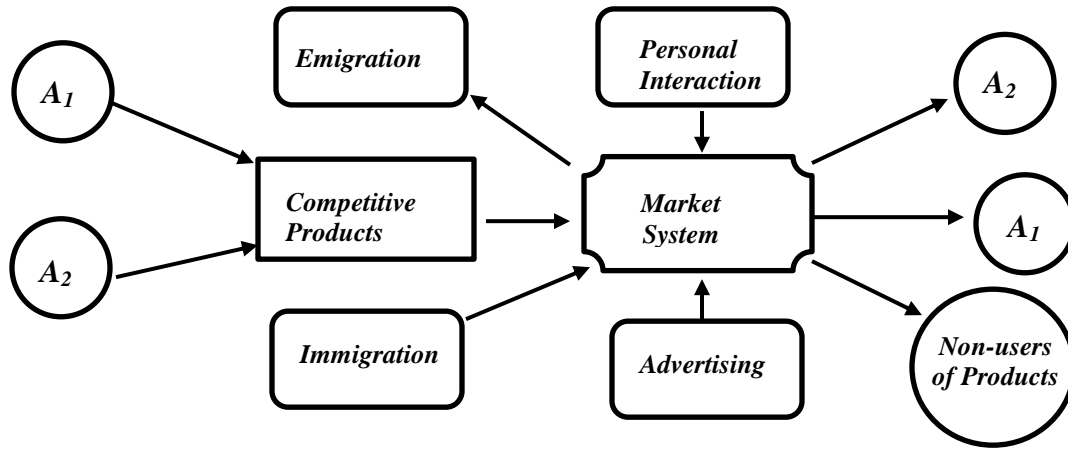 A1
A2
Emigration
Competitive
Products
Immigration
Personal
Interaction
Market
System
Advertising
A2
A1
Non-users
of Products